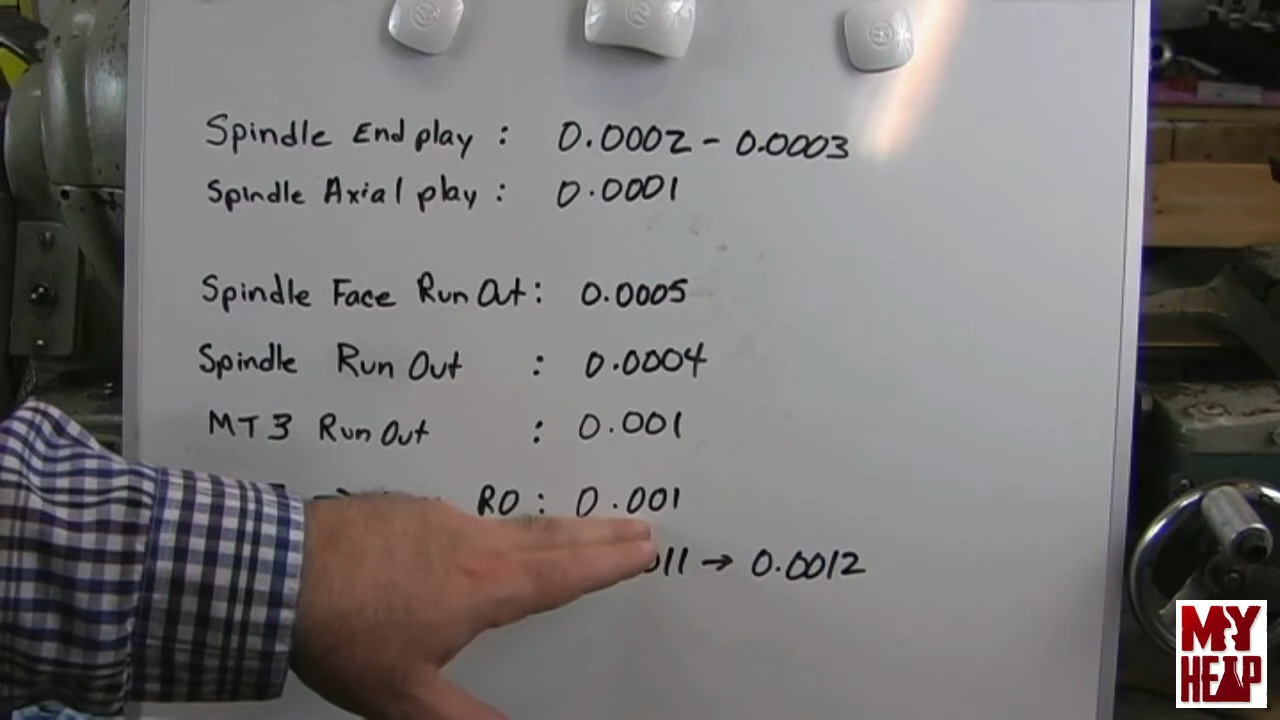 Spindle End play : 0.0002 - 0.0003
Spindle Axial play : 0.0001
Spindle Face Run Out : 0.0005
Spindle Run Out : 0.0004
MT3 Run Out : 0.001
RO : 0.001
011 → 0.0012
MY
HEAP